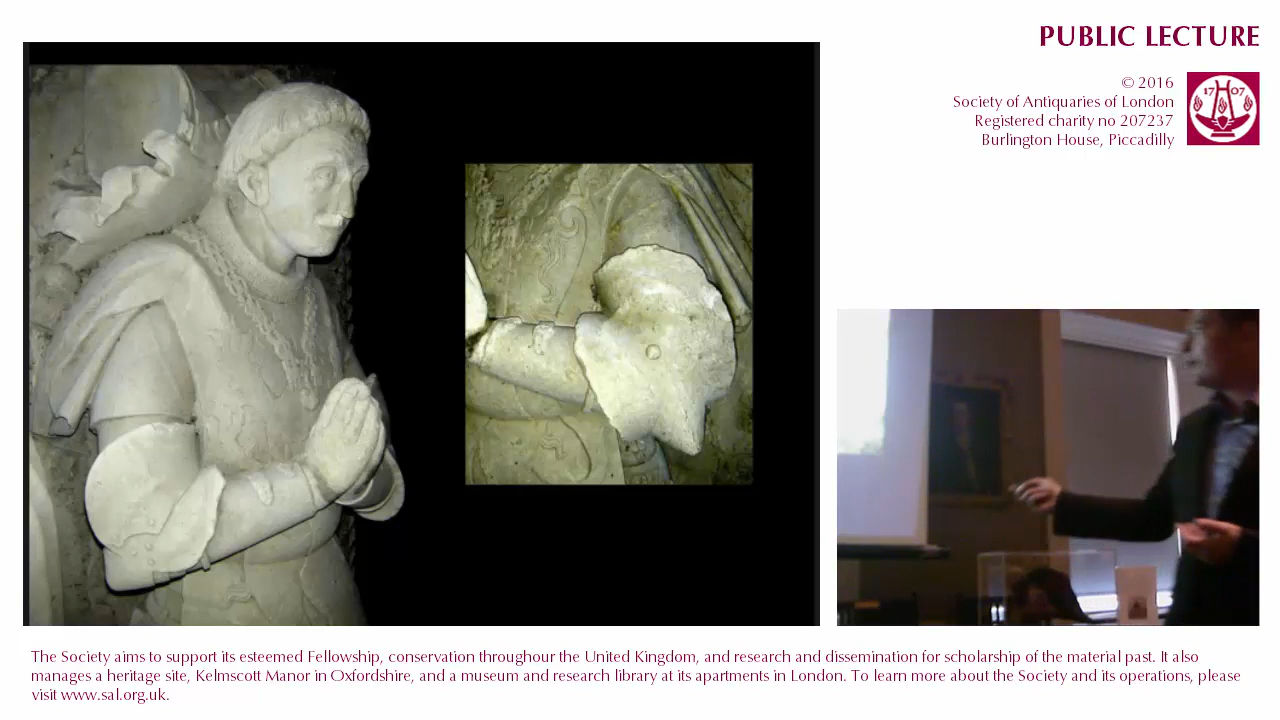 PUBLIC LECTURE
© 2016
Society of Antiquaries of London
Registered charity no 207237
Burlington House, Piccadilly
17 07
The Society aims to support its esteemed Fellowship, conservation throughour the United Kingdom, and research and dissemination for scholarship of the material past. It also
manages a heritage site, Kelmscott Manor in Oxfordshire, and a museum and research library at its apartments in London. To learn more about the Society and its operations, please
visit www.sal.org.uk.